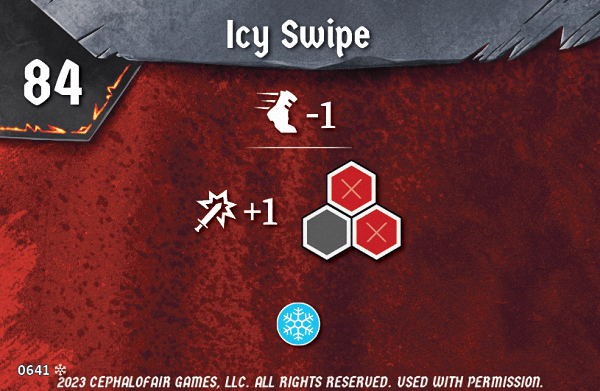 Icy Swipe
84
-1
+1
0641
2023 CEPHALOFAIR GAMES, LLC. ALL RIGHTS RESERVED. USED WITH PERMISSION.